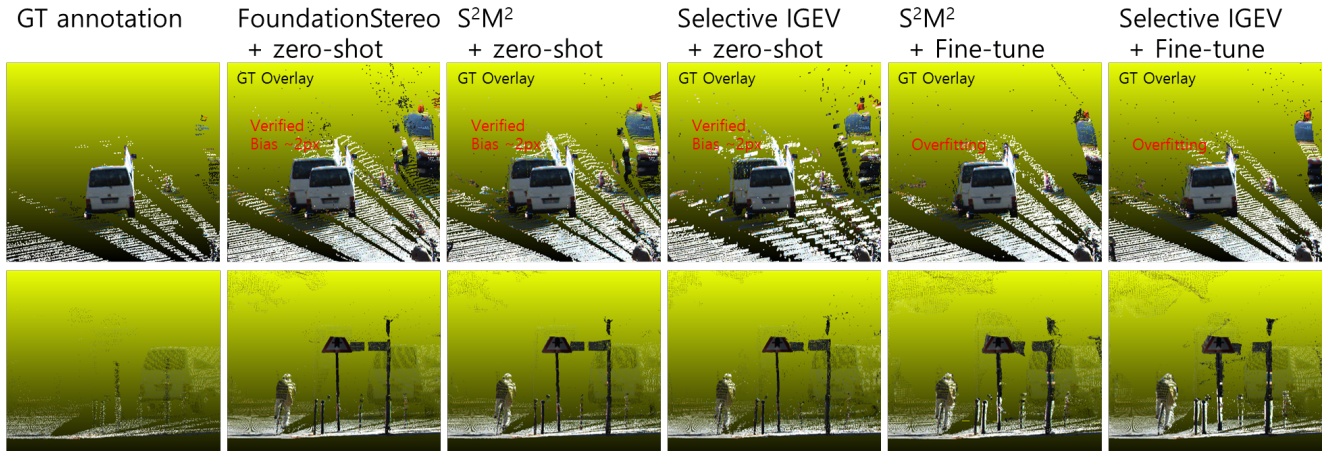 GT annotation
FoundationStereo
+ zero-shot
S²M²
+ zero-shot
Selective IGEV
+ zero-shot
S²M²
+ Fine-tune
Selective IGEV
+ Fine-tune
GT Overlay
Verified
Bias ~2px
GT Overlay
Verified
Bias ~2px
GT Overlay
Verified
Bias ~2px
GT Overlay
Overfitting
GT Overlay
Overfitting